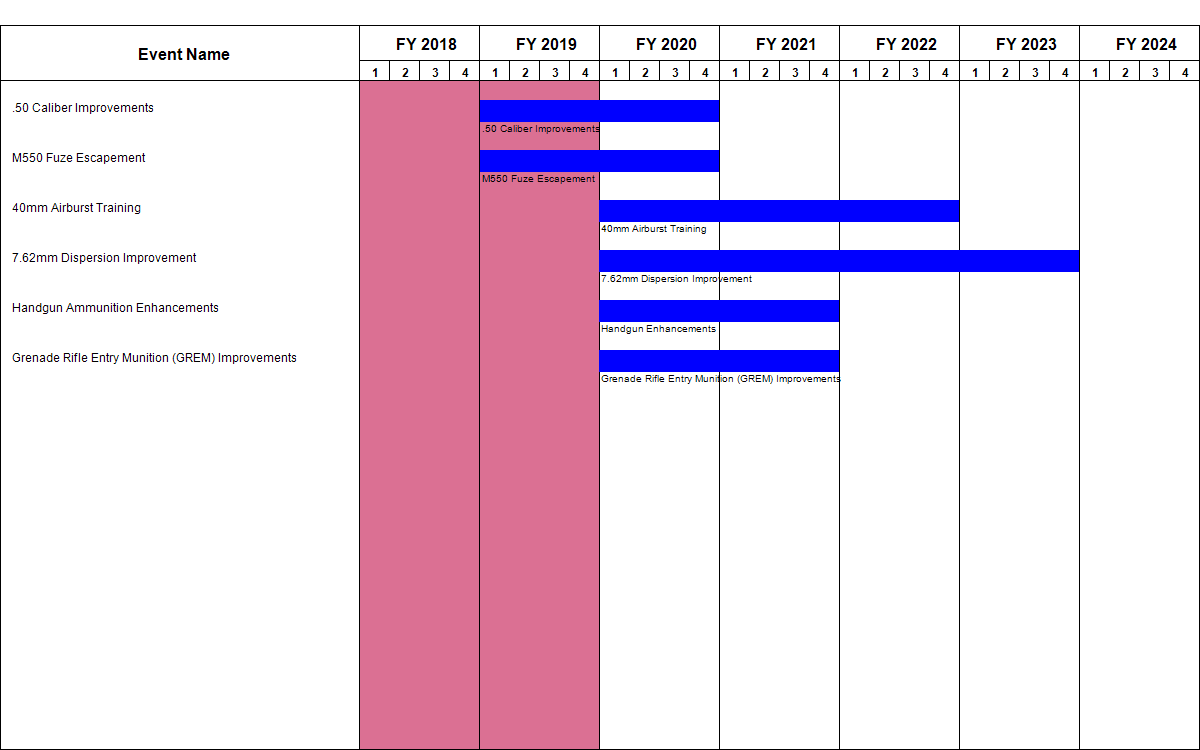 Event Name
FY 2018 FY 2019 FY 2020 FY 2021 FY 2022 FY 2023 FY 2024
1 2 3 4 1 2 3 4 1 2 3 4 1 2 3 4 1 2 3 4 1 2 3 4 1 2 3 4
.50 Caliber Improvements
.50 Caliber Improvements
M550 Fuze Escapement
M550 Fuze Escapement
40mm Airburst Training
40mm Airburst Training
7.62mm Dispersion Improvement
7.62mm Dispersion Improvement
Handgun Ammunition Enhancements
Handgun Enhancements
Grenade Rifle Entry Munition (GREM) Improvements
Grenade Rifle Entry Munition (GREM) Improvements